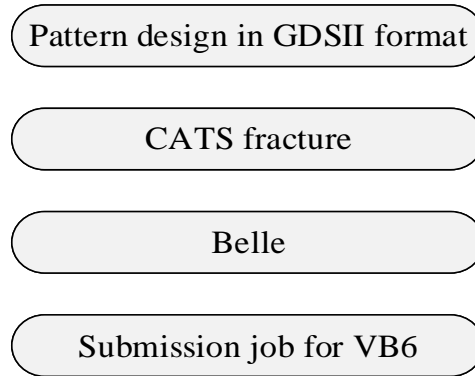 Pattern design in GDSII format
CATS fracture
Belle
Submission job for VB6